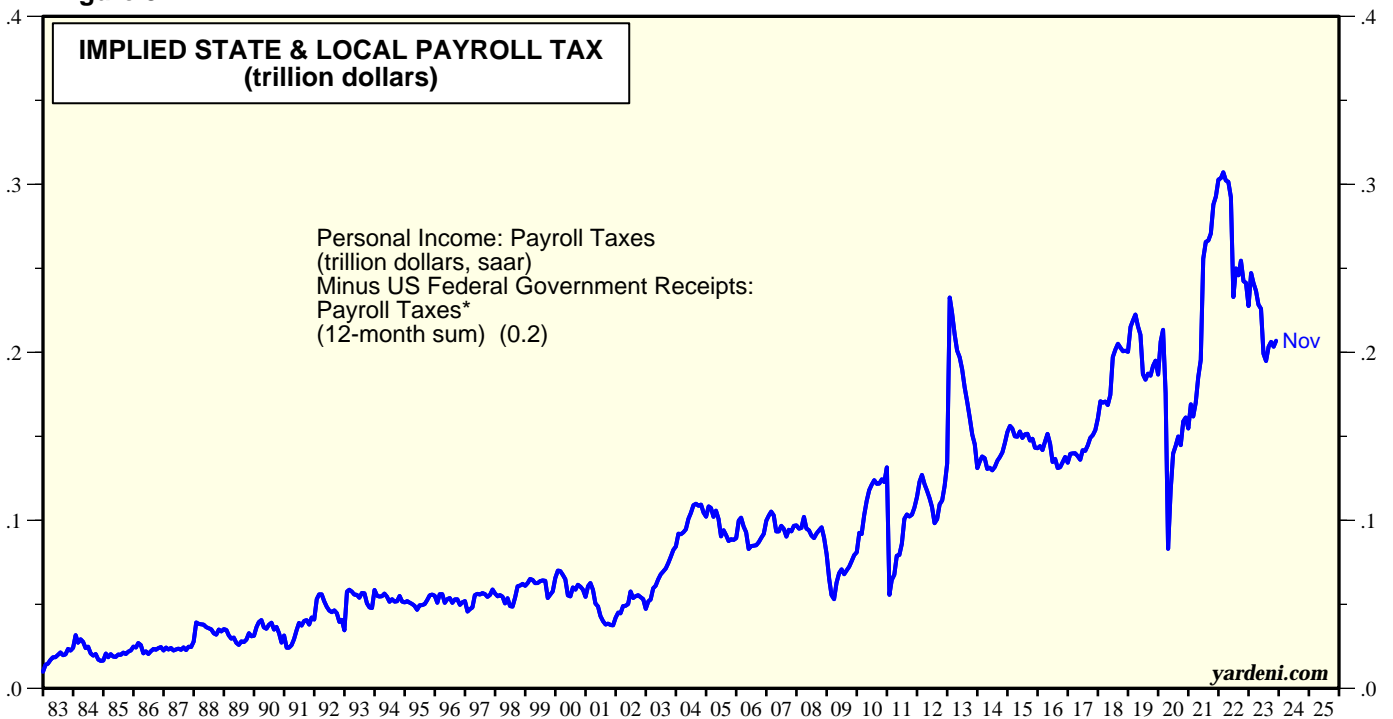 .4 .4
IMPLIED STATE & LOCAL PAYROLL TAX
(trillion dollars)
.3 .3
Personal Income: Payroll Taxes
(trillion dollars, saar)
Minus US Federal Government Receipts:
Payroll Taxes*
(12-month sum) (0.2)
.2 .2
Nov
.1 .1
yardeni.com
.0 .0
83 84 85 86 87 88 89 90 91 92 93 94 95 96 97 98 99 00 01 02 03 04 05 06 07 08 09 10 11 12 13 14 15 16 17 18 19 20 21 22 23 24 25